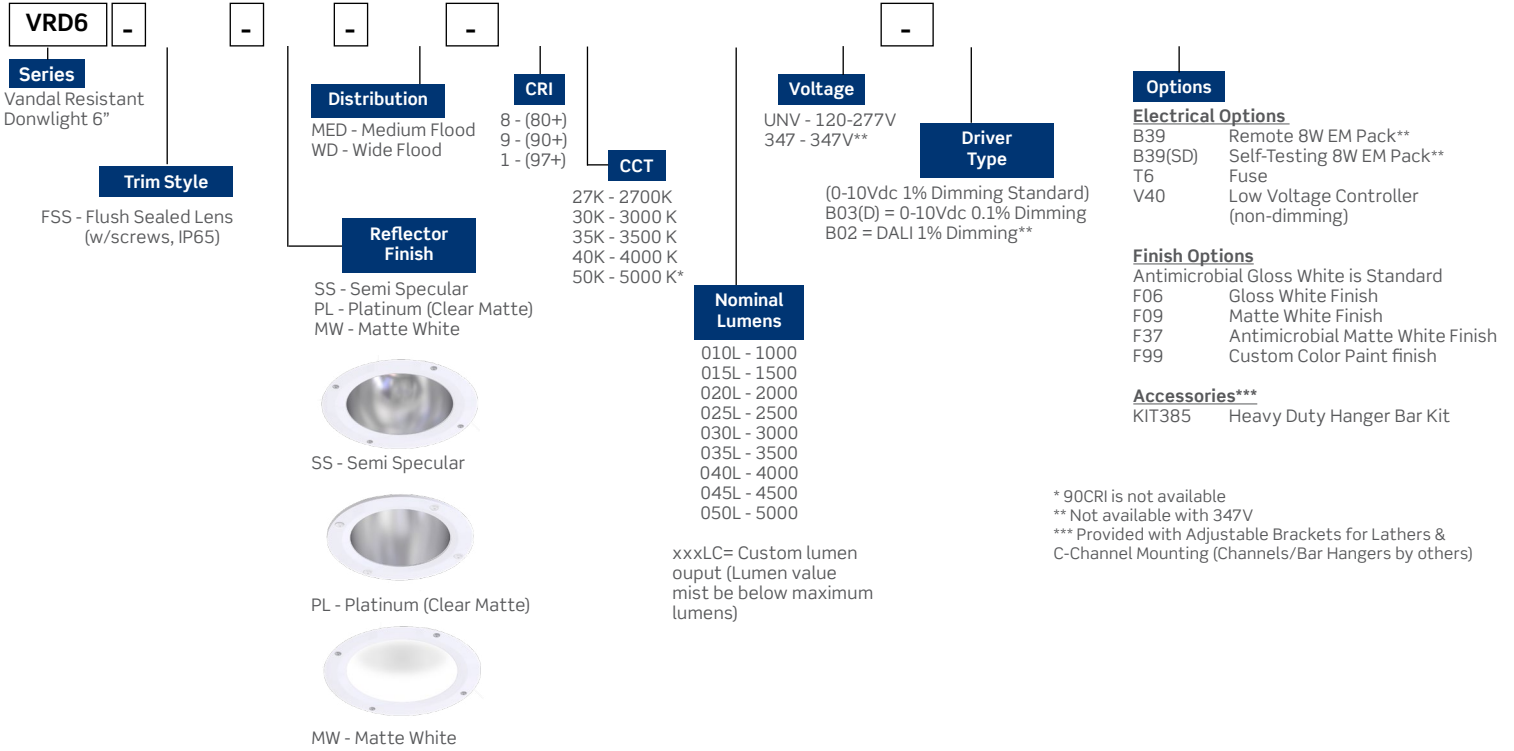 VRD6 - - - - -
Series
Vandal Resistant
Donwlight 6”
Trim Style
FSS - Flush Sealed Lens
(w/screws, IP65)
Reflector
Finish
SS - Semi Specular
PL - Platinum (Clear Matte)
MW - Matte White
SS - Semi Specular
PL - Platinum (Clear Matte)
MW - Matte White
Distribution
MED - Medium Flood
WD - Wide Flood
CRI
8 - (80+)
9 - (90+)
1 - (97+)
CCT
27K - 2700K
30K - 3000 K
35K - 3500 K
40K - 4000 K
50K - 5000 K*
Nominal
Lumens
010L - 1000
015L - 1500
020L - 2000
025L - 2500
030L - 3000
035L - 3500
040L - 4000
045L - 4500
050L - 5000
xxxLC= Custom lumen
ouput (Lumen value
mist be below maximum
lumens)
Voltage
UNV - 120-277V
347 - 347V**
Driver
Type
(0-10Vdc 1% Dimming Standard)
B03(D) = 0-10Vdc 0.1% Dimming
B02 = DALI 1% Dimming**
Options
Electrical Options
B39 Remote 8W EM Pack**
B39(SD) Self-Testing 8W EM Pack**
T6 Fuse
V40 Low Voltage Controller
(non-dimming)
Finish Options
Antimicrobial Gloss White is Standard
F06 Gloss White Finish
F09 Matte White Finish
F37 Antimicrobial Matte White Finish
F99 Custom Color Paint finish
Accessories***
KIT385 Heavy Duty Hanger Bar Kit
* 90CRI is not available
** Not available with 347V
*** Provided with Adjustable Brackets for Lathers &
C-Channel Mounting (Channels/Bar Hangers by others)